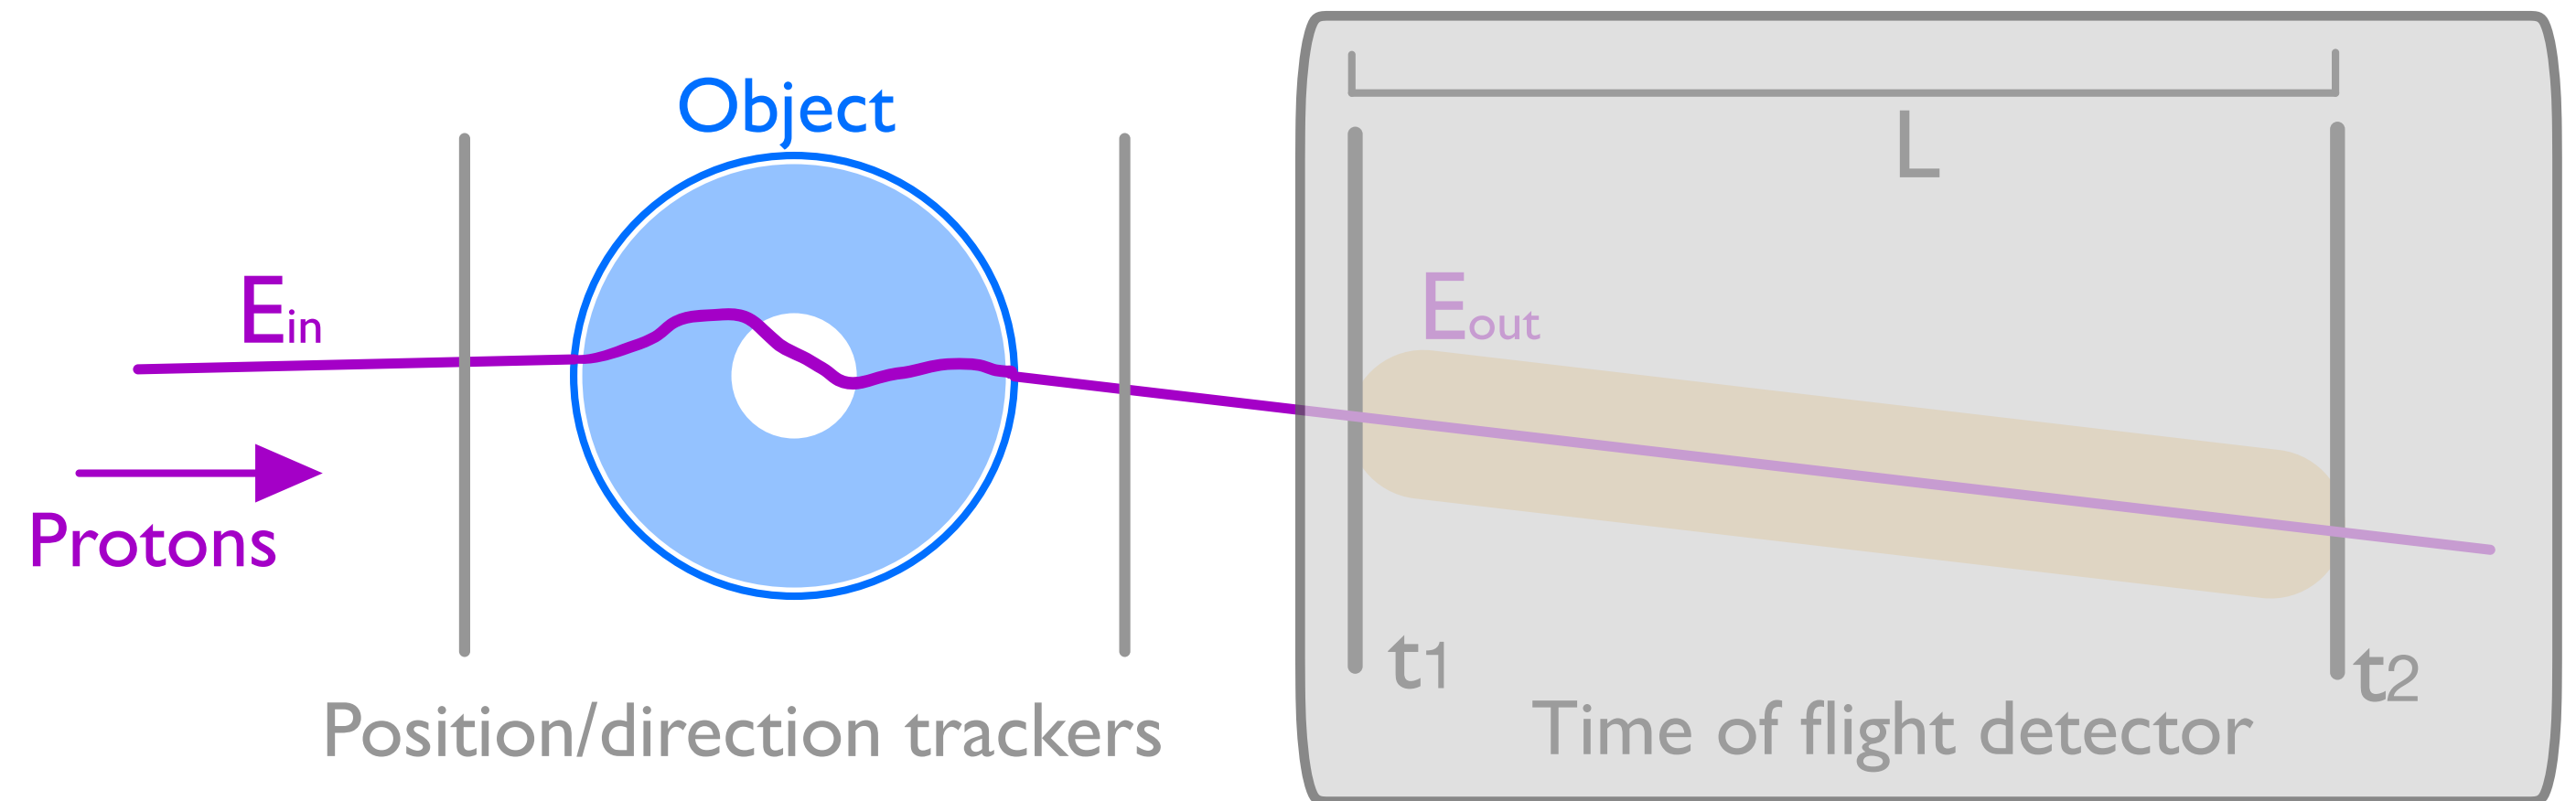 Object
L
Ein
Eout
Protons
t1
t2
Position/direction trackers
Time of flight detector